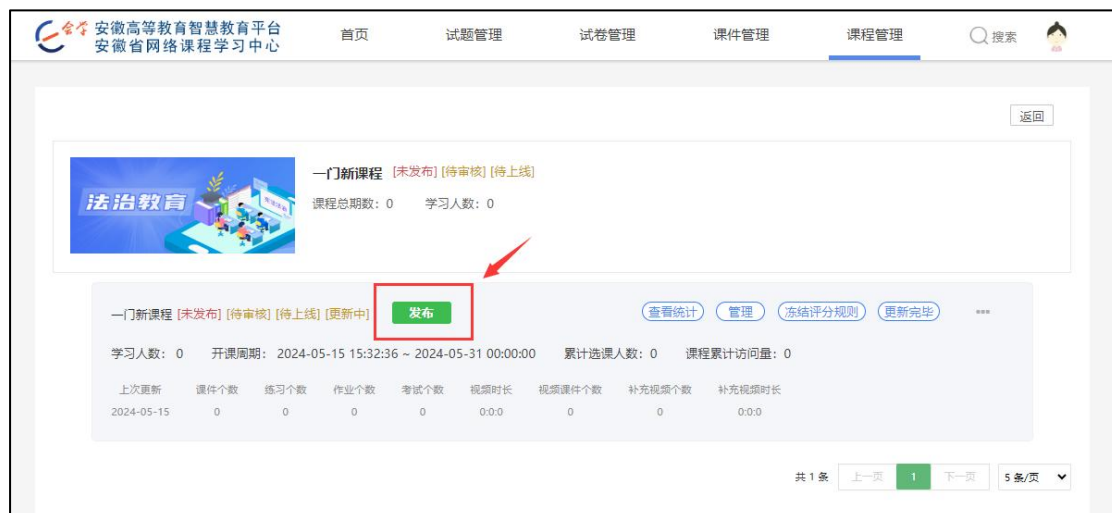 会学 安徽高等教育智慧教育平台
安徽省网络课程学习中心
首页 试题管理 试卷管理 课件管理 课程管理 搜索
返回
法治教育
一门新课程 [未发布] [待审核] [待上线]
课程总期数：0 学习人数：0
一门新课程 [未发布] [待审核] [待上线] [更新中] 发布 查看统计 管理 冻结评分规则 更新完毕
学习人数：0 开课周期：2024-05-15 15:32:36 ~ 2024-05-31 00:00:00 累计选课人数：0 课程累计访问量：0
上次更新 课件个数 练习个数 作业个数 考试个数 视频时长 视频课件个数 补充视频个数 补充视频时长
2024-05-15 0 0 0 0 0:0:0 0 0 0:0:0
共 1 条 上一页 1 下一页 5 条/页